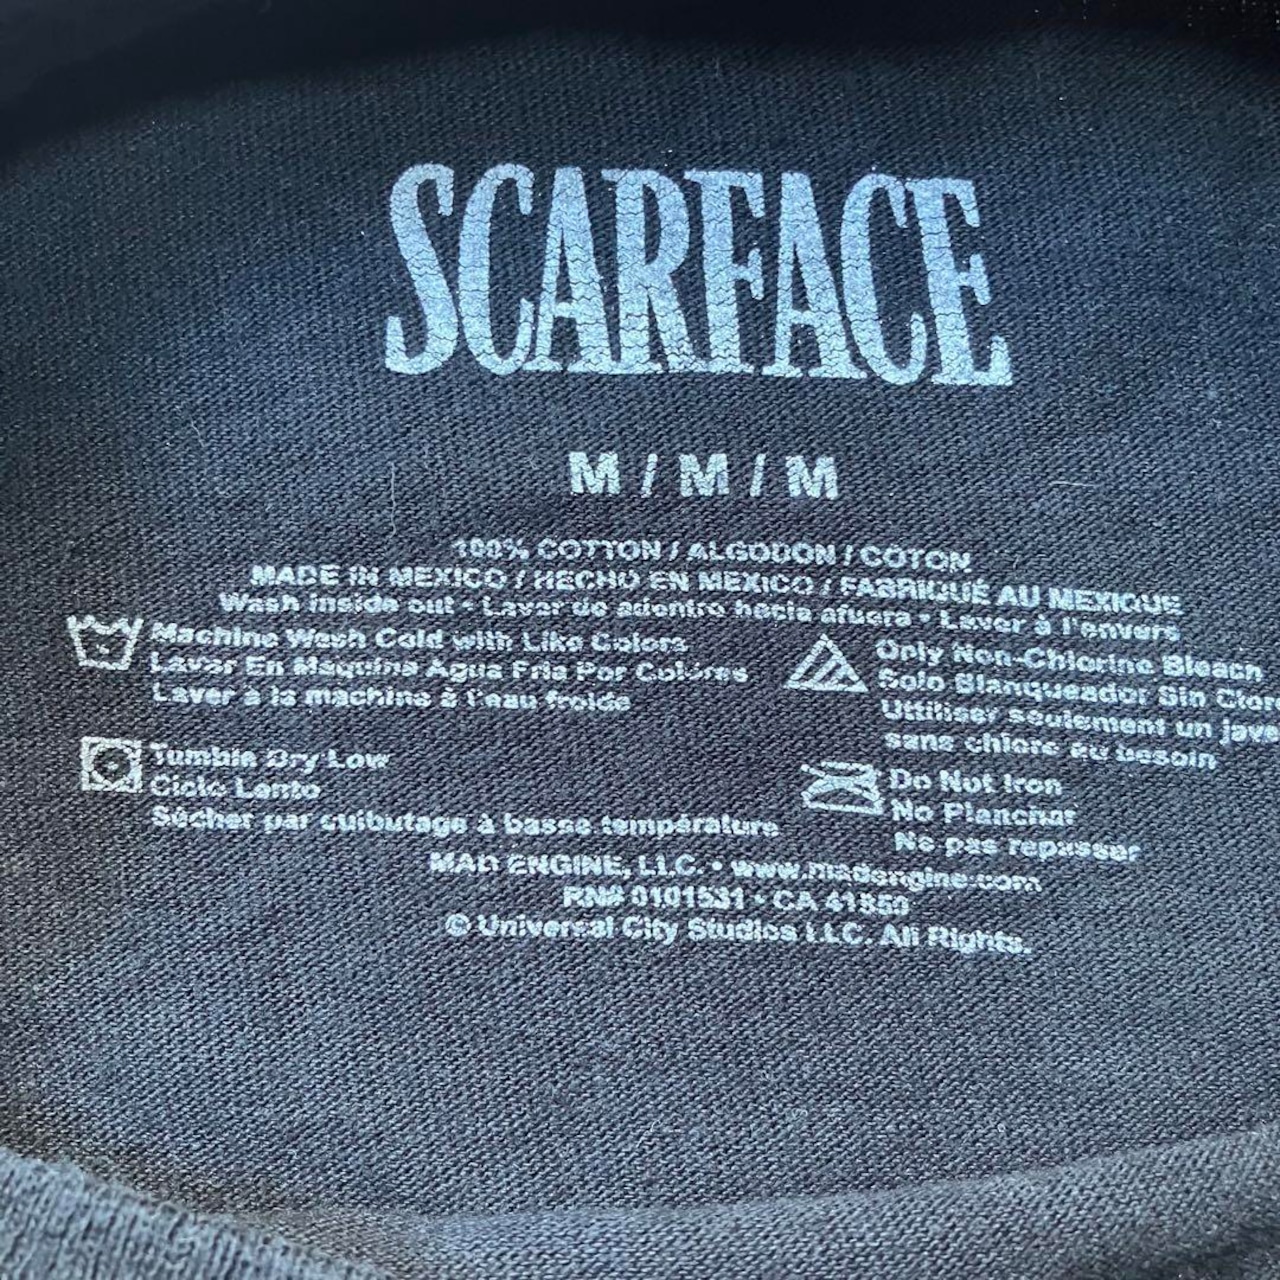 SCARFACE
M / M / M
100% COTTON / ALGODON / COTON
MADE IN MEXICO / HECHO EN MEXICO / FABRIQUÉ AU MEXIQUE
Wash inside out • Lavar de adentro hacia afuera • Laver à l'envers
Machine Wash Cold with Like Colors
Lavar En Maquina Agua Fria Por Colores
Laver à la machine à l'eau froide
Only Non-Chlorine Bleach
Solo Blanqueador Sin Clor
Uttiliser seulement un jave
sans chlore au besoin
Tumble Dry Low
Ciclo Lento
Sécher par culbutage à basse température
Do Not Iron
No Planchar
Ne pas repasser
MAD ENGINE, LLC. • www.madengine.com
RN# 0101531 • CA 41850
© Universal City Studios LLC. All Rights.